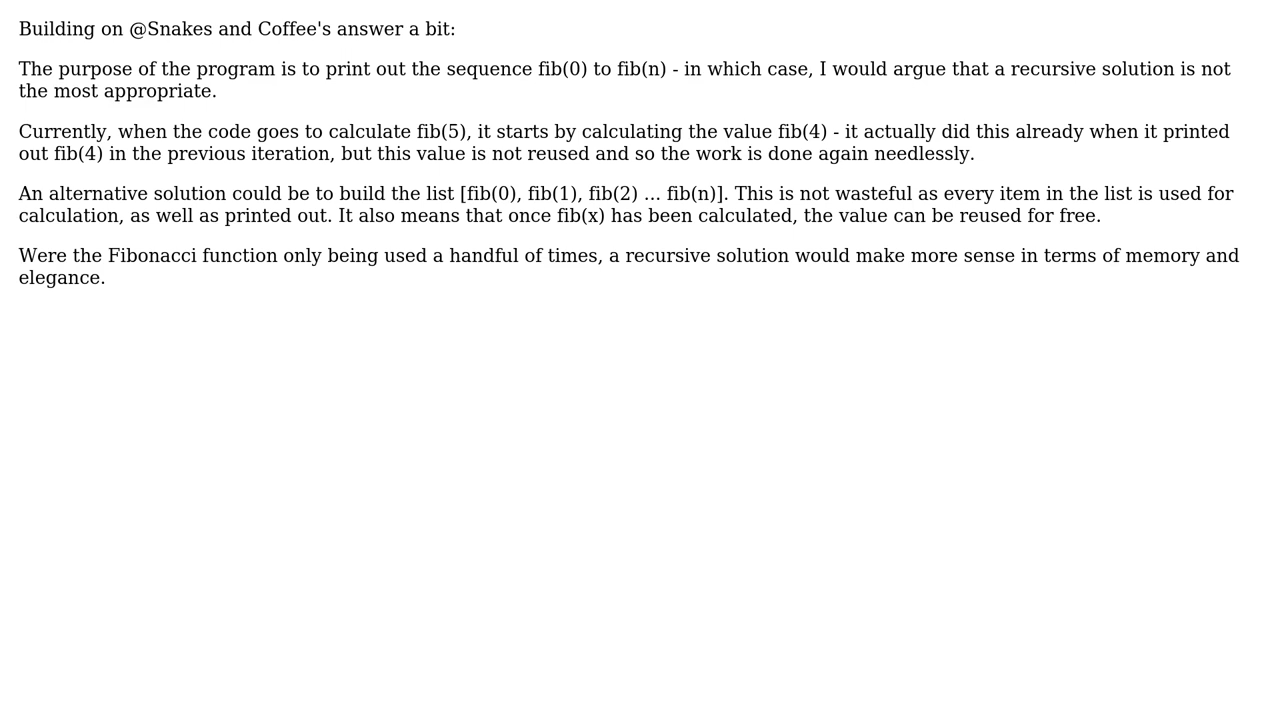 Building on @Snakes and Coffee's answer a bit:
The purpose of the program is to print out the sequence fib(0) to fib(n) - in which case, I would argue that a recursive solution is not
the most appropriate.
Currently, when the code goes to calculate fib(5), it starts by calculating the value fib(4) - it actually did this already when it printed
out fib(4) in the previous iteration, but this value is not reused and so the work is done again needlessly.
An alternative solution could be to build the list [fib(0), fib(1), fib(2) ... fib(n)]. This is not wasteful as every item in the list is used for
calculation, as well as printed out. It also means that once fib(x) has been calculated, the value can be reused for free.
Were the Fibonacci function only being used a handful of times, a recursive solution would make more sense in terms of memory and
elegance.